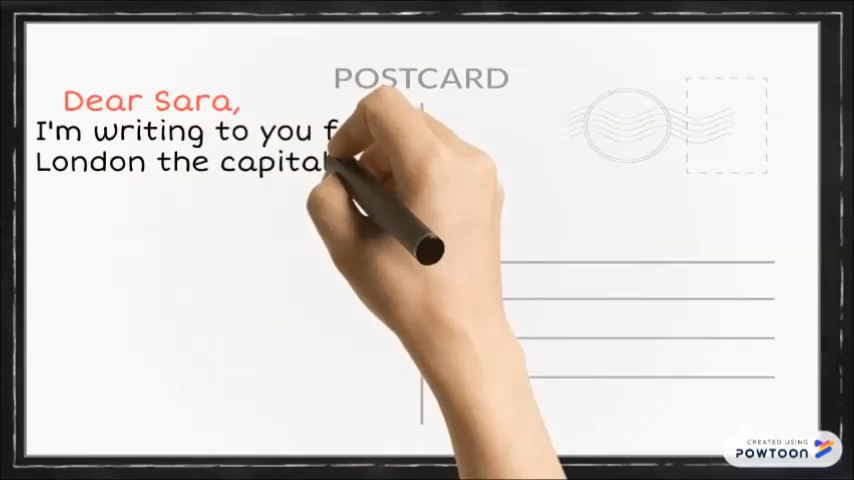 POSTCARD
Dear Sara,
I'm writing to you
London the capital
CREATED USING
POWTOON